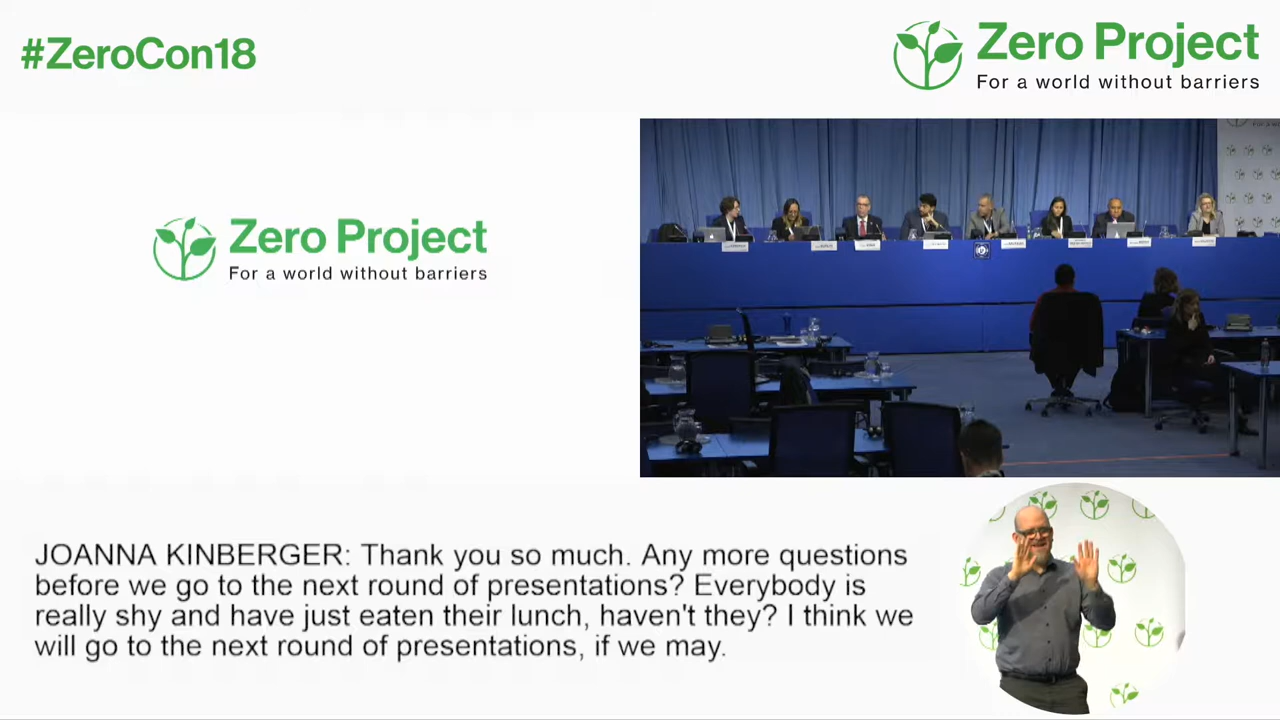 #ZeroCon18
Zero Project
For a world without barriers
Zero Project
For a world without barriers
JOANNA KINBERGER: Thank you so much. Any more questions
before we go to the next round of presentations? Everybody is
really shy and have just eaten their lunch, haven't they? I think we
will go to the next round of presentations, if we may.